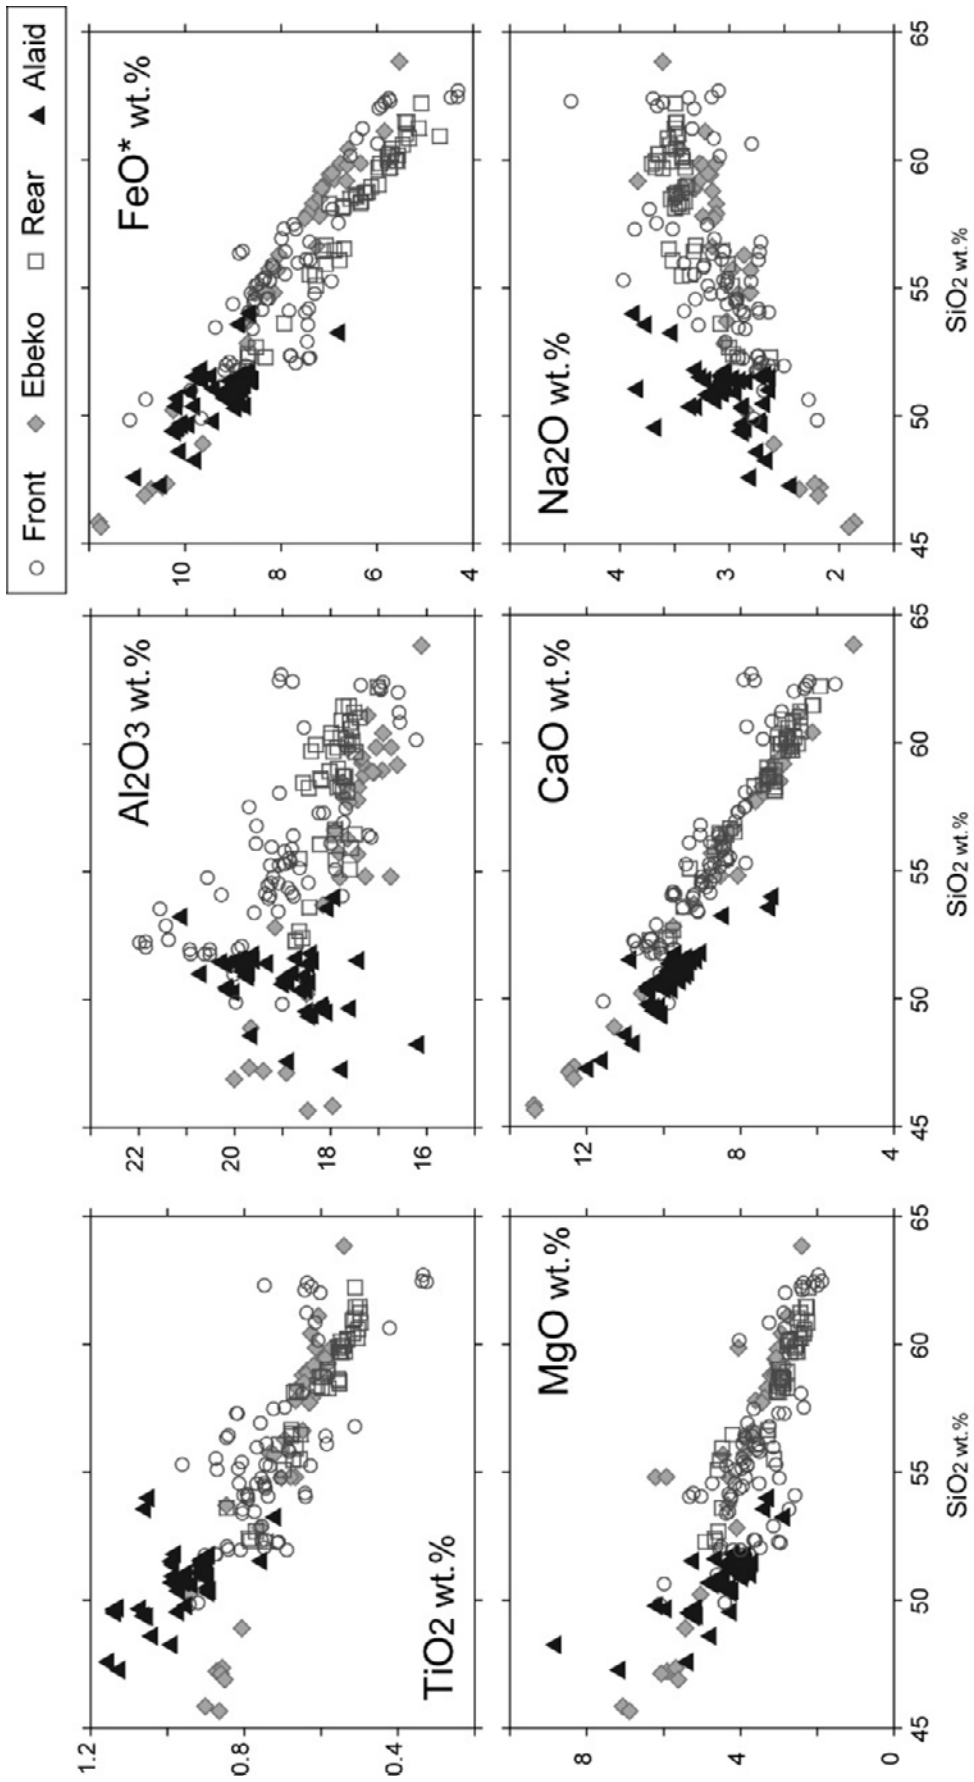 Front Ebeko Rear Alaid
1.2
0.8
0.4
TiO2 wt.%
22
20
18
16
Al2O3 wt.%
10
8
6
4
FeO* wt.%
8
4
0
MgO wt.%
45 50 55 60 65
SiO2 wt.%
12
8
4
CaO wt.%
45 50 55 60 65
SiO2 wt.%
4
3
2
Na2O wt.%
45 50 55 60 65
SiO2 wt.%